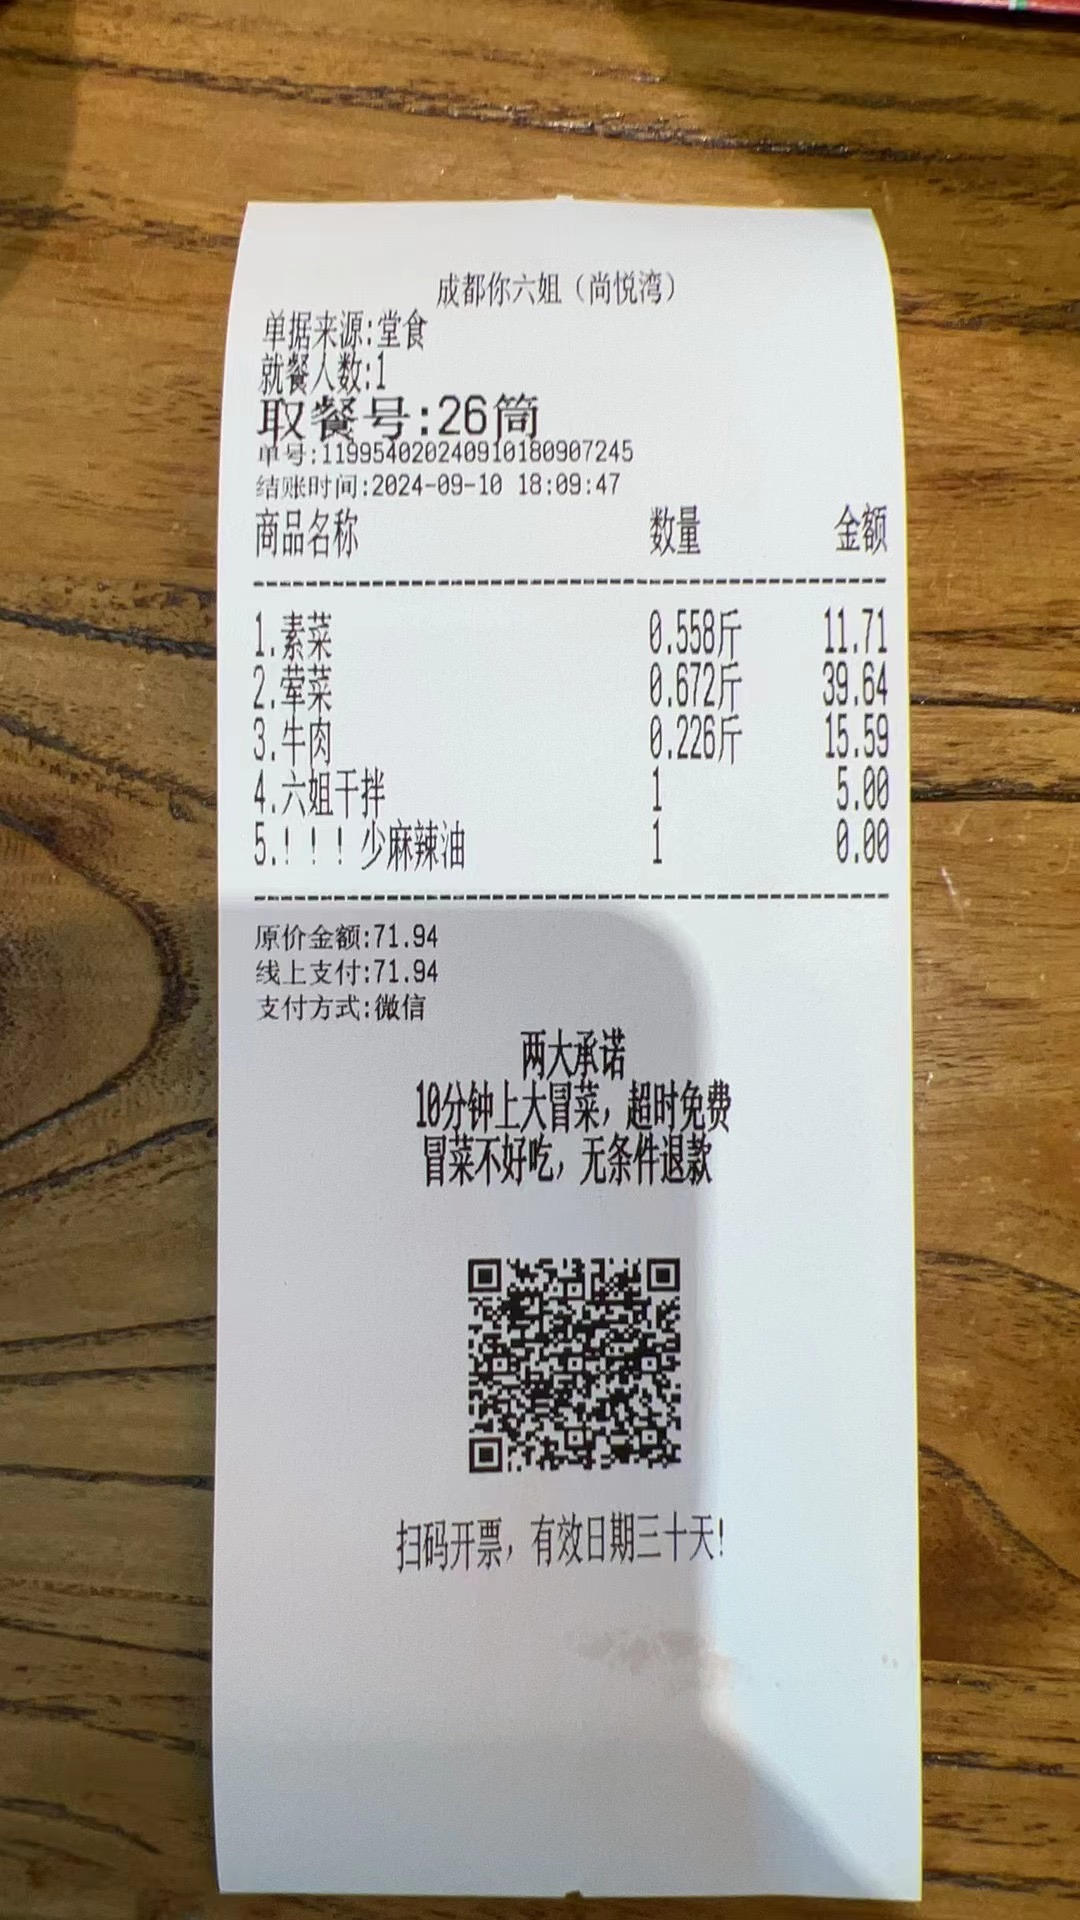 成都你六姐（尚悦湾）
单据来源:堂食
就餐人数:1
取餐号:26筒
单号:11995402024091018090​7245
结账时间:2024-09-10 18:09:47
商品名称 数量 金额
1.素菜 0.558斤 11.71
2.荤菜 0.672斤 39.64
3.牛肉 0.226斤 15.59
4.六姐干拌 1 5.00
5.！！！少麻辣油 1 0.00
原价金额:71.94
线上支付:71.94
支付方式:微信
两大承诺
10分钟上大冒菜，超时免费
冒菜不好吃，无条件退款
扫码开票，有效日期三十天!